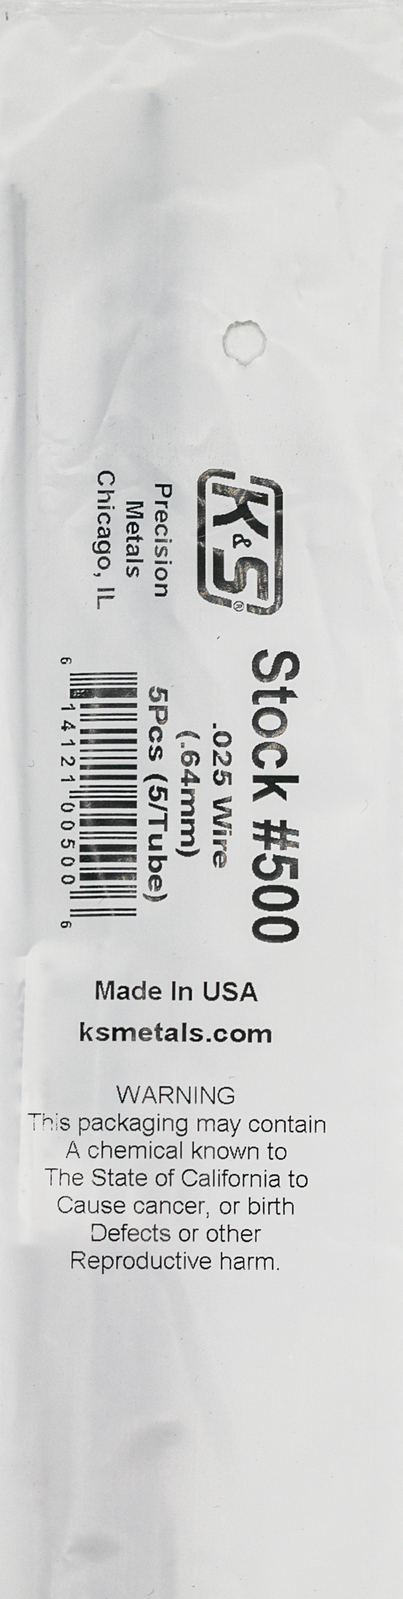 K&S®
Precision
Metals
Chicago, IL
Stock #500
.025 Wire
(.64mm)
5Pcs (5/Tube)
6 14121 00500 6
Made In USA
ksmetals.com
WARNING
This packaging may contain
A chemical known to
The State of California to
Cause cancer, or birth
Defects or other
Reproductive harm.